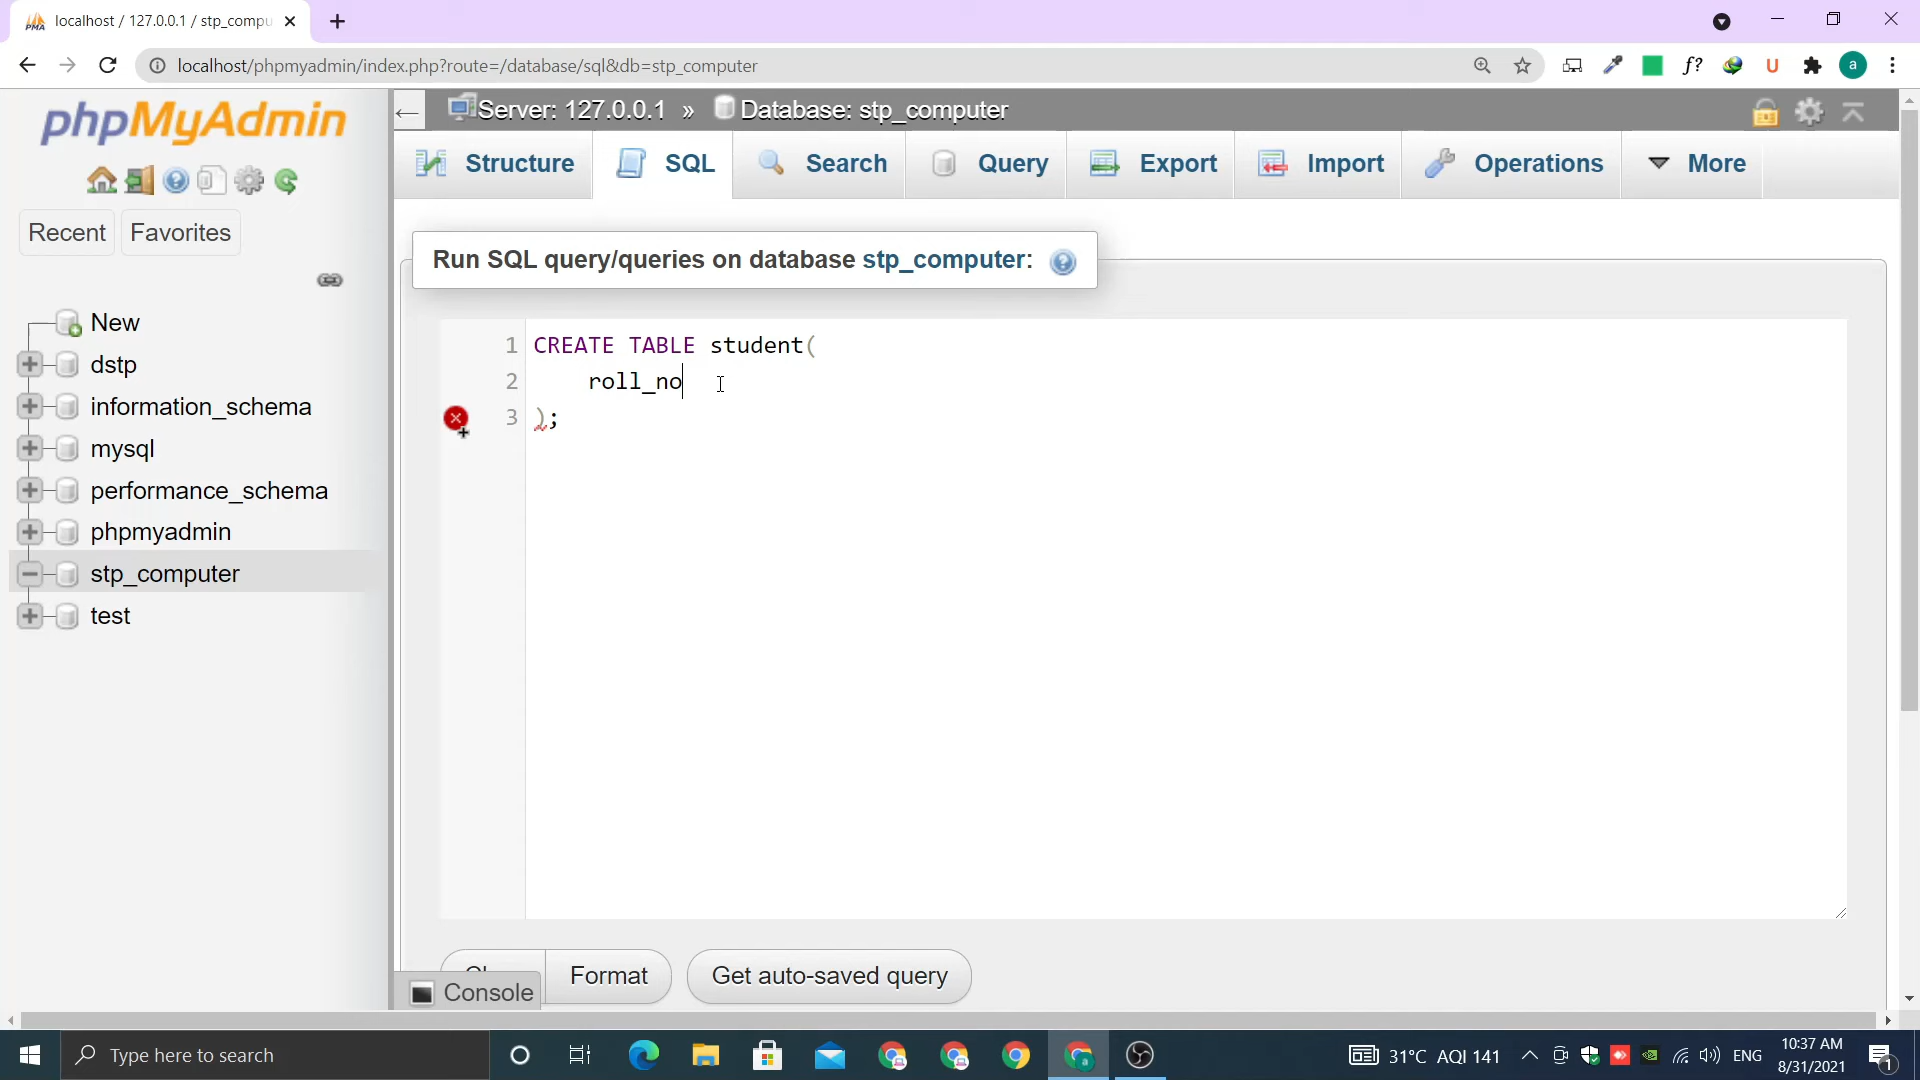 localhost / 127.0.0.1 / stp_compu
localhost/phpmyadmin/index.php?route=/database/sql&db=stp_computer
f?
U
a
phpMyAdmin
Server: 127.0.0.1 » Database: stp_computer
Structure
SQL
Search
Query
Export
Import
Operations
More
Recent
Favorites
New
dstp
information_schema
mysql
performance_schema
phpmyadmin
stp_computer
test
Run SQL query/queries on database stp_computer:
1 CREATE TABLE student(
2 roll_no
3 );
Format
Get auto-saved query
Console
Type here to search
31°C AQI 141
ENG
10:37 AM
8/31/2021
1